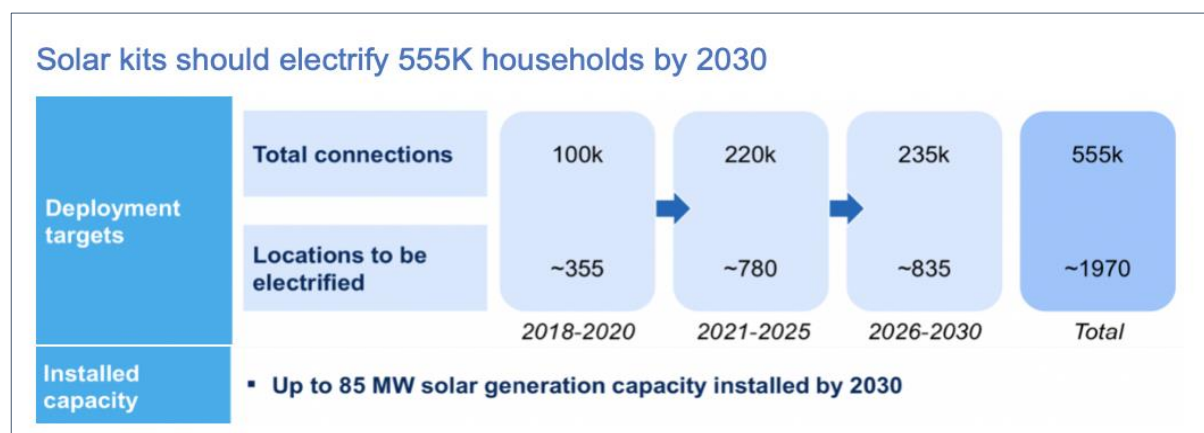 Solar kits should electrify 555K households by 2030
Deployment
targets
Total connections
100k
220k
235k
555k
Locations to be
electrified
~355
~780
~835
~1970
2018-2020
2021-2025
2026-2030
Total
Installed
capacity
▪ Up to 85 MW solar generation capacity installed by 2030